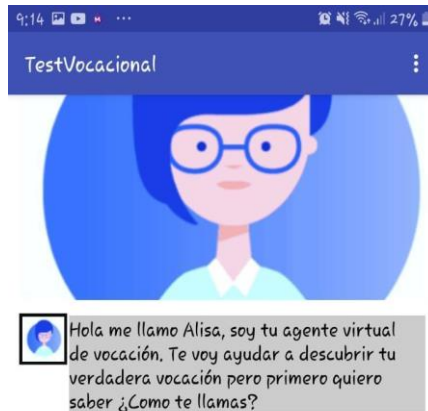 9:14 27%
TestVocacional
Hola me llamo Alisa, soy tu agente virtual
de vocación. Te voy ayudar a descubrir tu
verdadera vocación pero primero quiero
saber ¿Como te llamas?